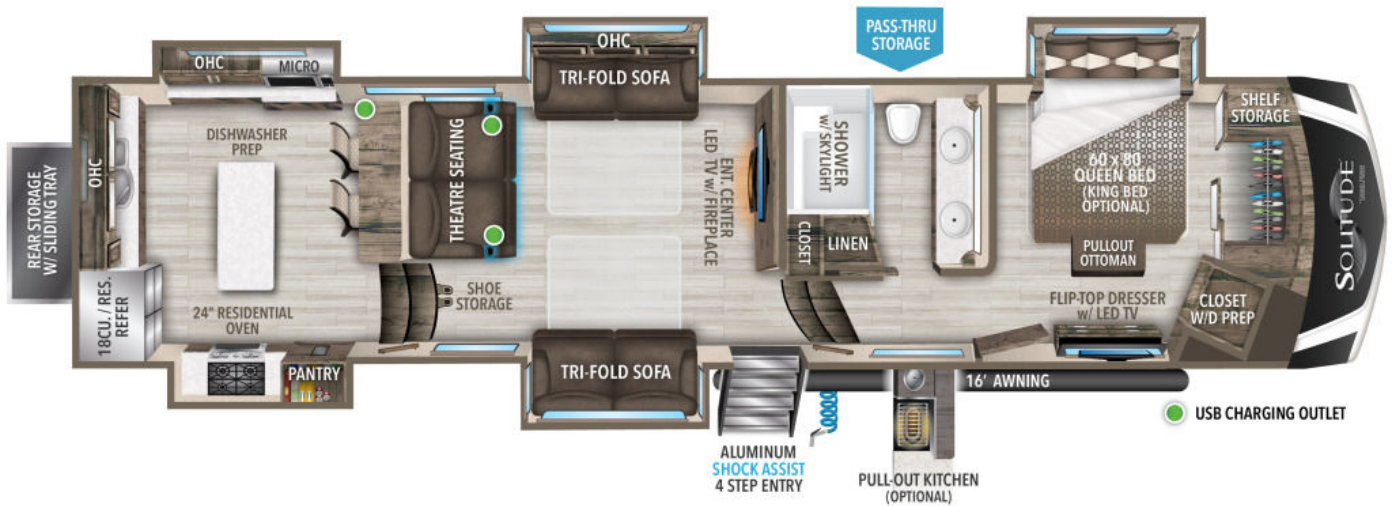 REAR STORAGE
W/ SLIDING TRAY
OHC
18CU. / RES.
REFER
OHC
MICRO
DISHWASHER
PREP
24" RESIDENTIAL
OVEN
PANTRY
THEATRE SEATING
SHOE
STORAGE
OHC
TRI-FOLD SOFA
TRI-FOLD SOFA
ENT. CENTER
LED TV w/ FIREPLACE
ALUMINUM
SHOCK ASSIST
4 STEP ENTRY
PASS-THRU
STORAGE
SHOWER
w/ SKYLIGHT
CLOSET
LINEN
PULL-OUT KITCHEN
(OPTIONAL)
16' AWNING
60 x 80
QUEEN BED
(KING BED
OPTIONAL)
PULLOUT
OTTOMAN
FLIP-TOP DRESSER
w/ LED TV
SHELF
STORAGE
CLOSET
W/D PREP
SOLITUDE
USB CHARGING OUTLET